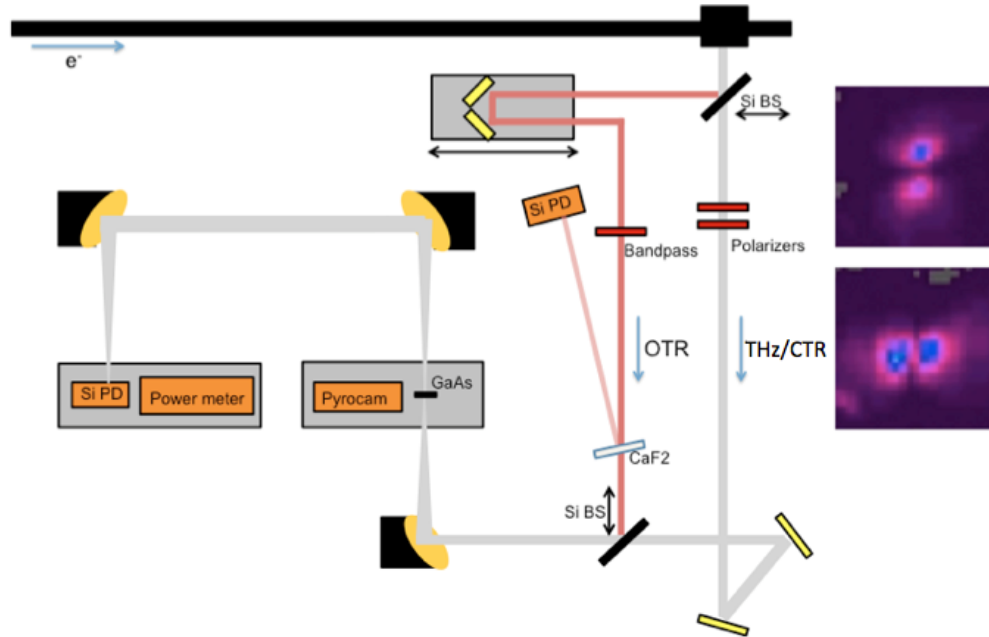 e-
Si BS
Si PD
Bandpass
Polarizers
OTR
THz/CTR
GaAs
Si PD
Power meter
Pyrocam
CaF2
Si BS